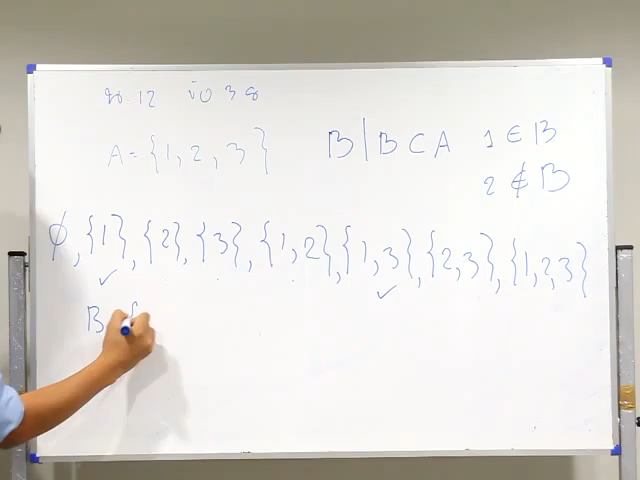 A = {1, 2, 3} B | B ⊂ A 1 ∈ B
2 ∉ B
∅, {1}, {2}, {3}, {1, 2}, {1, 3}, {2, 3}, {1, 2, 3}
✓ ✓
B